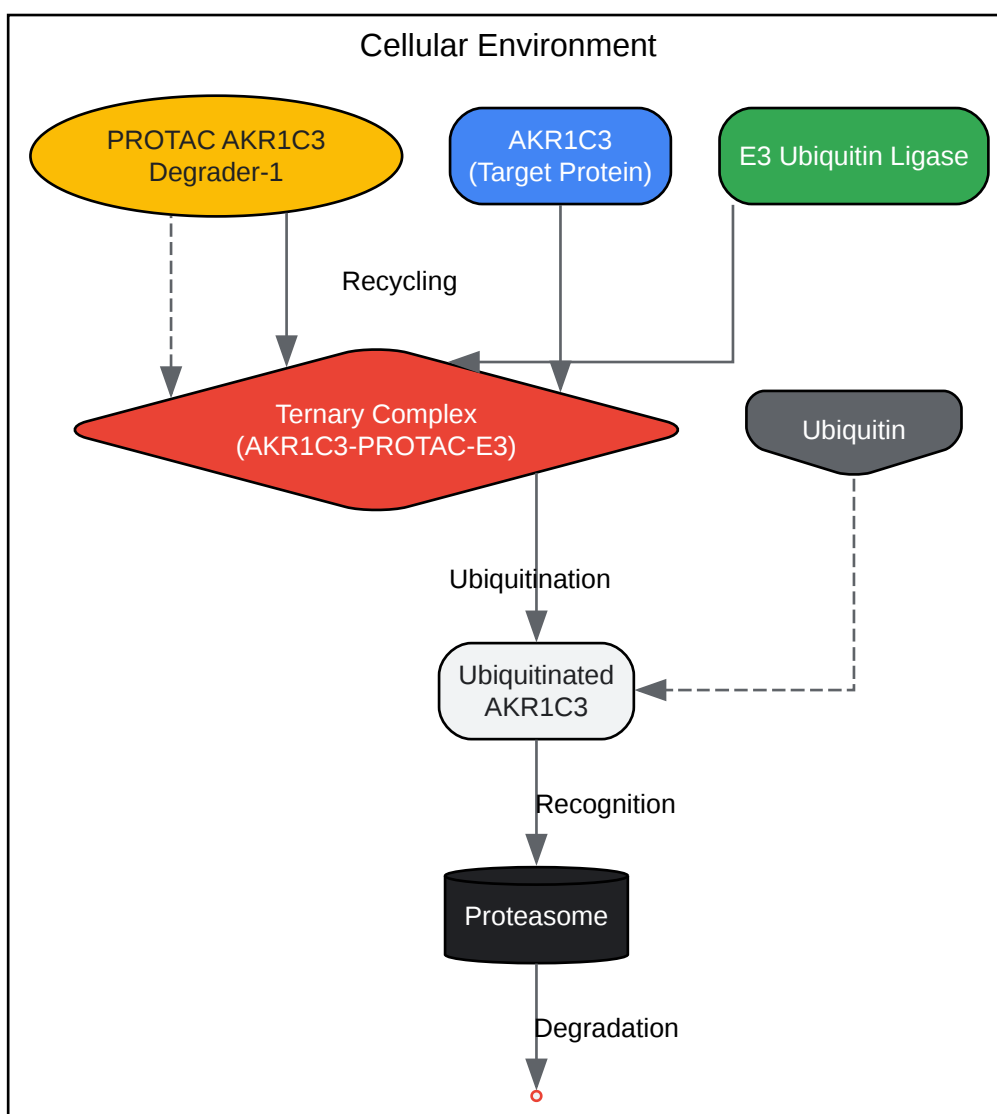 Cellular Environment
PROTAC AKR1C3
Degrader-1
AKR1C3
(Target Protein)
E3 Ubiquitin Ligase
Recycling
Ternary Complex
(AKR1C3-PROTAC-E3)
Ubiquitin
Ubiquitination
Ubiquitinated
AKR1C3
Recognition
Proteasome
Degradation